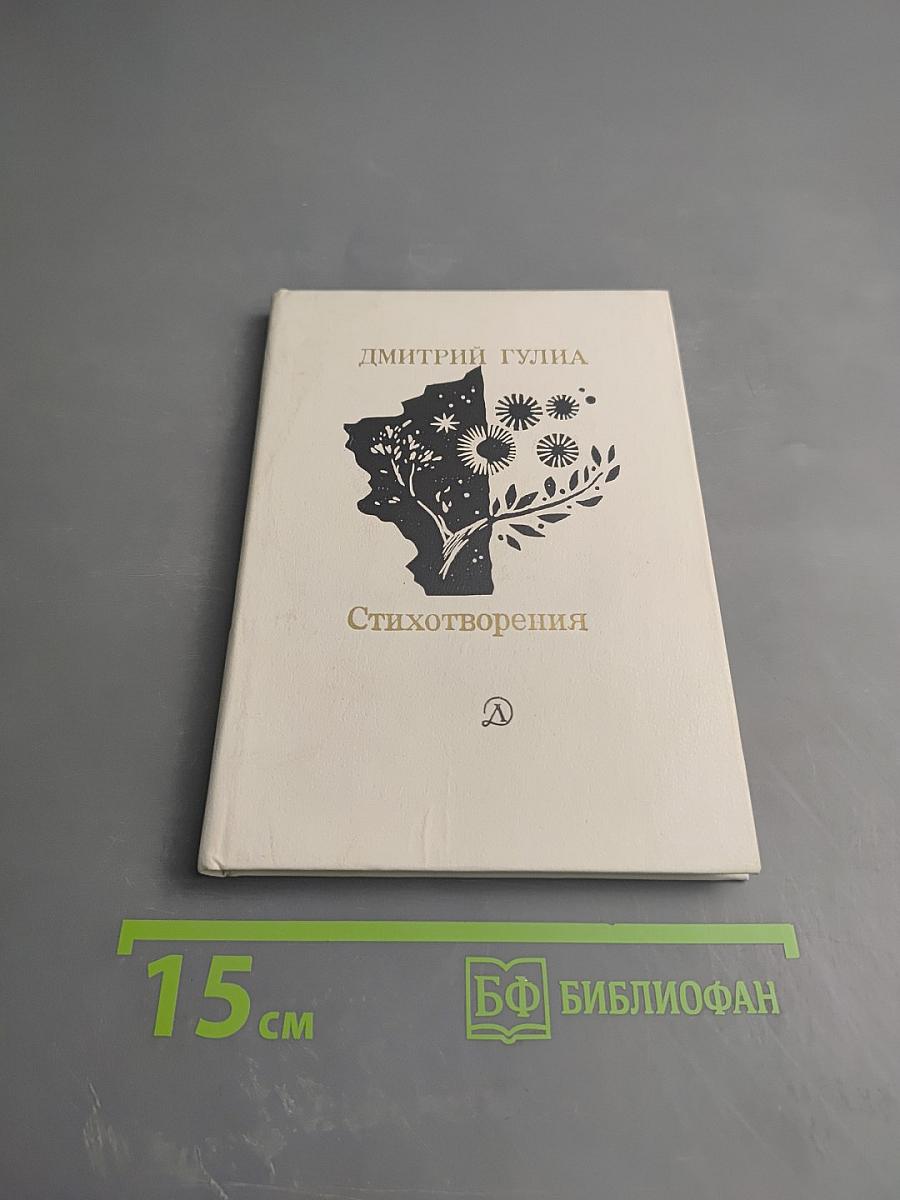 ДМИТРИЙ ГУЛИА
Стихотворения
Д
15 см
БФ БИБЛИОФАН